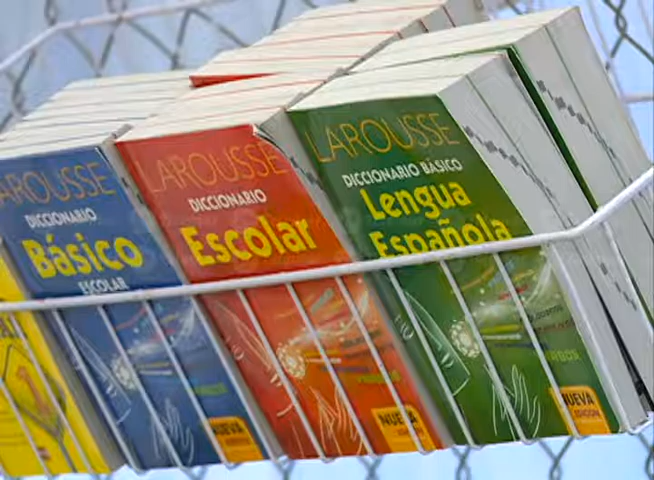 LAROUSSE
DICCIONARIO
Básico
ESCOLAR
NUEVA
LAROUSSE
DICCIONARIO
Escolar
NUEVA
LAROUSSE
DICCIONARIO BÁSICO
Lengua
Española
NUEVA
EDICIÓN